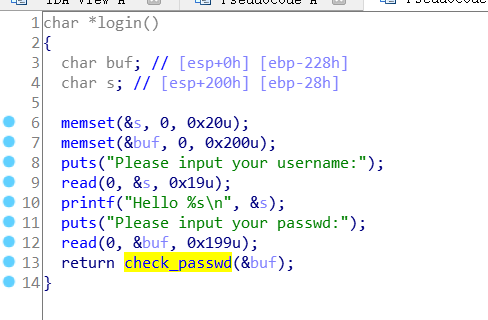 IDA View A
Pseudocode A
Pseudocode
1 char *login()
2 {
3 char buf; // [esp+0h] [ebp-228h]
4 char s; // [esp+200h] [ebp-28h]
5
6 memset(&s, 0, 0x20u);
7 memset(&buf, 0, 0x200u);
8 puts("Please input your username:");
9 read(0, &s, 0x19u);
10 printf("Hello %s\n", &s);
11 puts("Please input your passwd:");
12 read(0, &buf, 0x199u);
13 return check_passwd(&buf);
14 }